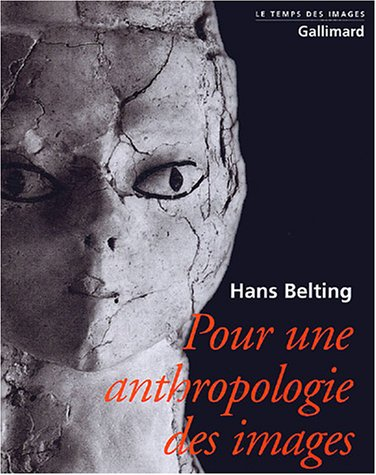 LE TEMPS DES IMAGES
Gallimard
Hans Belting
Pour une
anthropologie
des images